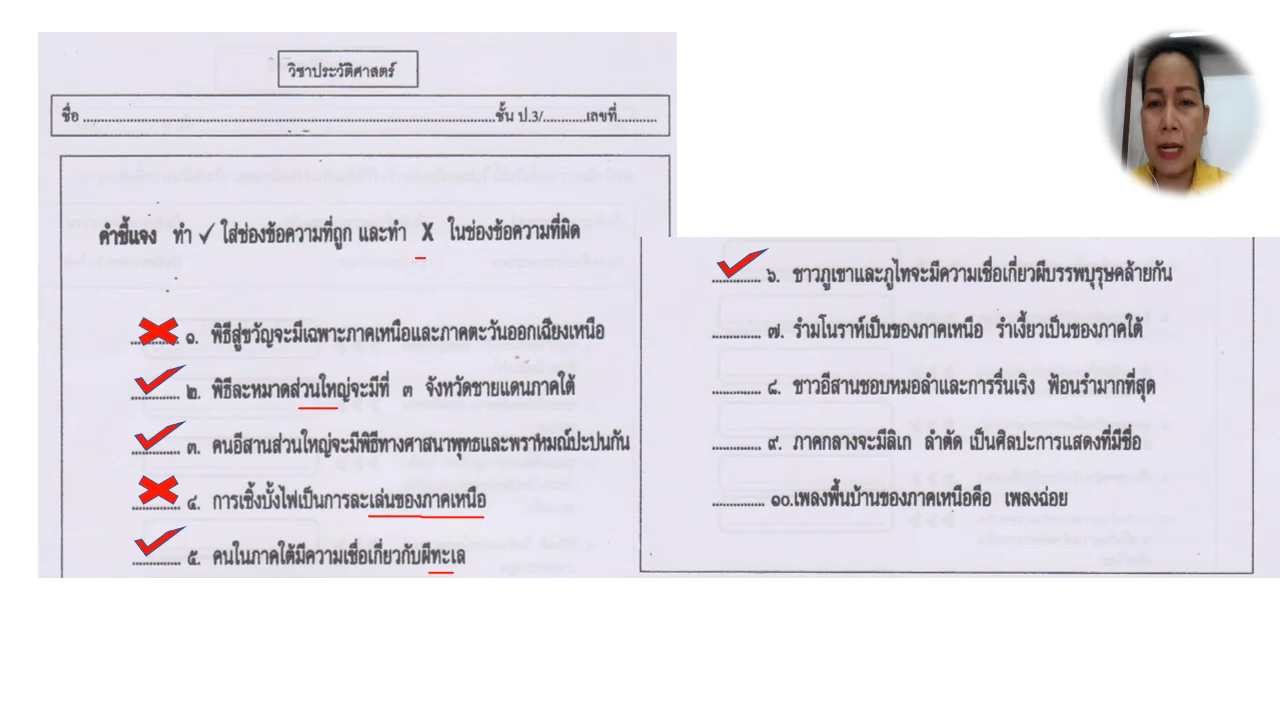 วิชาประวัติศาสตร์
ชื่อ ........................................ชั้น ป.3/...........เลขที่..........
คำชี้แจง ทำ ✓ ใส่ช่องข้อความที่ถูก และทำ X ในช่องข้อความที่ผิด
............. ๑. พิธีสู่ขวัญจะมีเฉพาะภาคเหนือและภาคตะวันออกเฉียงเหนือ
............. ๒. พิธีละหมาดส่วนใหญ่จะมีที่ ๓ จังหวัดชายแดนภาคใต้
............. ๓. คนอีสานส่วนใหญ่จะมีพิธีทางศาสนาพุทธและพราหมณ์ปะปนกัน
............. ๔. การเซิ้งบั้งไฟเป็นการละเล่นของภาคเหนือ
............. ๕. คนในภาคใต้มีความเชื่อเกี่ยวกับผีทะเล
............. ๖. ชาวภูเขาและภูไทจะมีความเชื่อเกี่ยวผีบรรพบุรุษคล้ายกัน
............. ๗. รำมโนราห์เป็นของภาคเหนือ รำเงี้ยวเป็นของภาคใต้
............. ๘. ชาวอีสานชอบหมอลำและการรื่นเริง ฟ้อนรำมากที่สุด
............. ๙. ภาคกลางจะมีลิเก ลำตัด เป็นศิลปะการแสดงที่มีชื่อ
.............. ๑๐.เพลงพื้นบ้านของภาคเหนือคือ เพลงฉ่อย